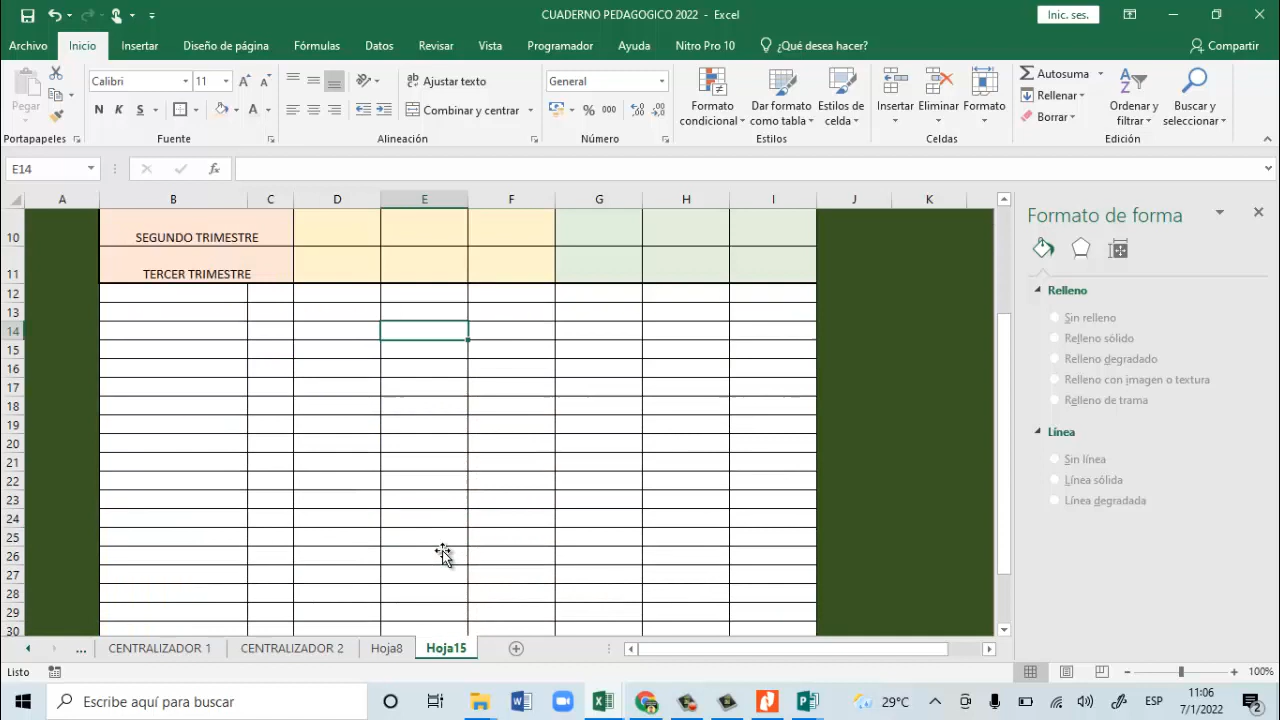 CUADERNO PEDAGOGICO 2022 - Excel
Inic. ses.
Archivo Inicio Insertar Diseño de página Fórmulas Datos Revisar Vista Programador Ayuda Nitro Pro 10 ¿Qué desea hacer? Compartir
Pegar
Calibri 11
N K S
Ajustar texto
Combinar y centrar
General
% 000
Formato condicional
Dar formato como tabla
Estilos de celda
Insertar Eliminar Formato
Autosuma
Rellenar
Borrar
Ordenar y filtrar
Buscar y seleccionar
Portapapeles Fuente Alineación Número Estilos Celdas Edición
E14 fx
A B C D E F G H I J K
10 SEGUNDO TRIMESTRE
11 TERCER TRIMESTRE
12
13
14
15
16
17
18
19
20
21
22
23
24
25
26
27
28
29
30
Formato de forma
Relleno
Sin relleno
Relleno sólido
Relleno degradado
Relleno con imagen o textura
Relleno de trama
Línea
Sin línea
Línea sólida
Línea degradada
... CENTRALIZADOR 1 CENTRALIZADOR 2 Hoja8 Hoja15
Listo 100%
Escribe aquí para buscar
29°C
ESP
11:06
7/1/2022
2